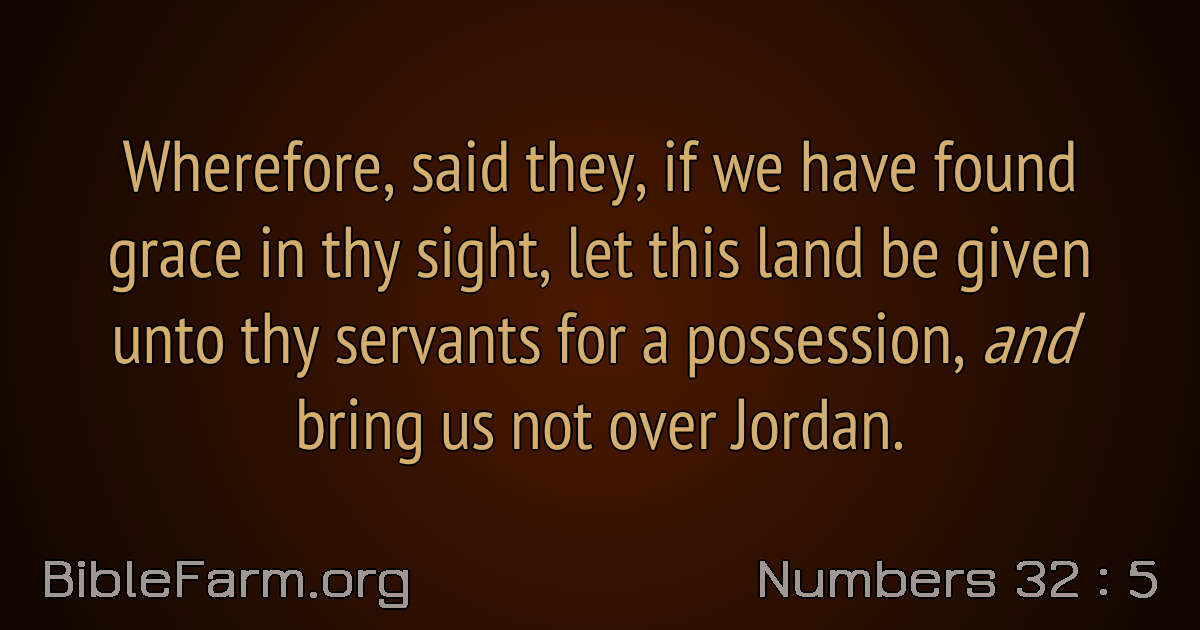 Wherefore, said they, if we have found
grace in thy sight, let this land be given
unto thy servants for a possession, and
bring us not over Jordan.
BibleFarm.org
Numbers 32 : 5